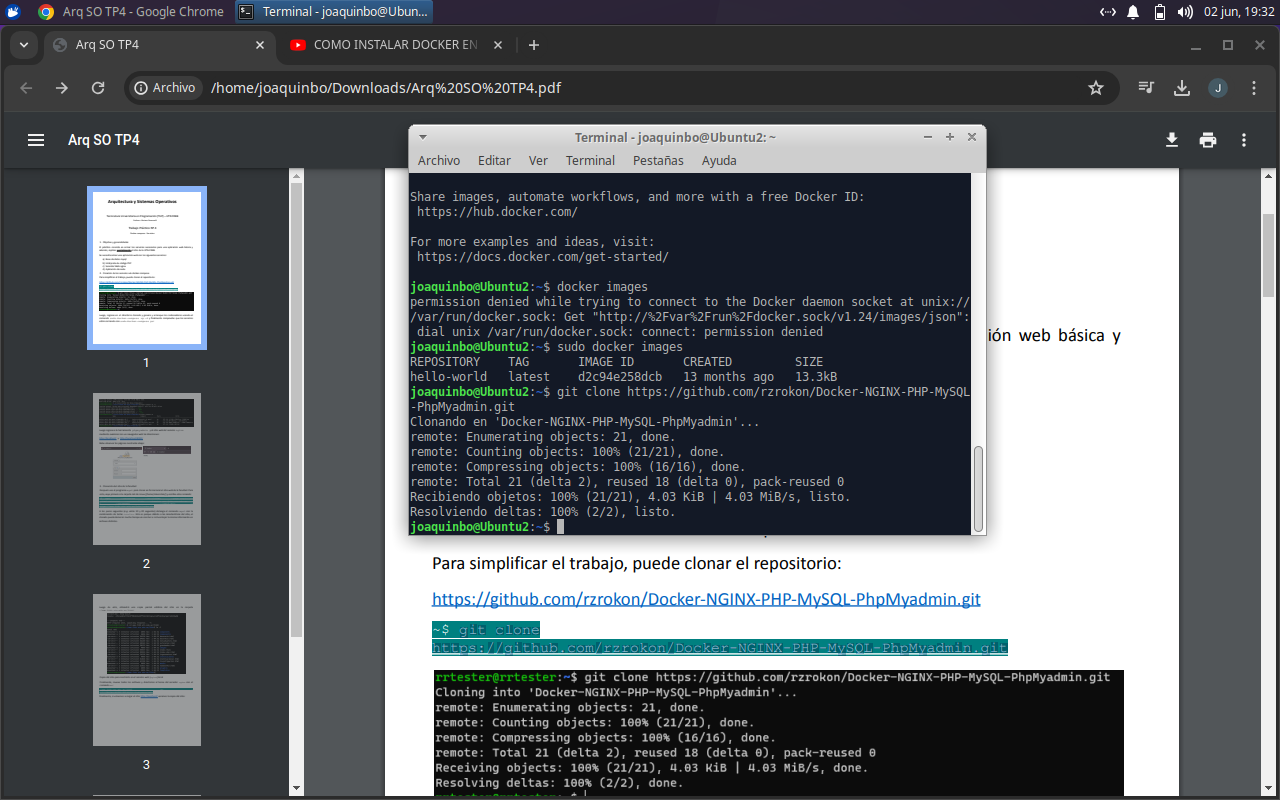 Arq SO TP4 - Google Chrome
Terminal - joaquinbo@Ubun...
02 jun, 19:32
Arq SO TP4
COMO INSTALAR DOCKER EN
Archivo
/home/joaquinbo/Downloads/Arq%20SO%20TP4.pdf
J
Arq SO TP4
Terminal - joaquinbo@Ubuntu2: ~
Archivo Editar Ver Terminal Pestañas Ayuda
Share images, automate workflows, and more with a free Docker ID:
https://hub.docker.com/
For more examples and ideas, visit:
https://docs.docker.com/get-started/
joaquinbo@Ubuntu2:~$ docker images
permission denied while trying to connect to the Docker daemon socket at unix://
/var/run/docker.sock: Get "http://%2Fvar%2Frun%2Fdocker.sock/v1.24/images/json":
dial unix /var/run/docker.sock: connect: permission denied
joaquinbo@Ubuntu2:~$ sudo docker images
REPOSITORY TAG IMAGE ID CREATED SIZE
hello-world latest d2c94e258dcb 13 months ago 13.3kB
joaquinbo@Ubuntu2:~$ git clone https://github.com/rzrokon/Docker-NGINX-PHP-MySQL
-PhpMyadmin.git
Clonando en 'Docker-NGINX-PHP-MySQL-PhpMyadmin'...
remote: Enumerating objects: 21, done.
remote: Counting objects: 100% (21/21), done.
remote: Compressing objects: 100% (16/16), done.
remote: Total 21 (delta 2), reused 18 (delta 0), pack-reused 0
Recibiendo objetos: 100% (21/21), 4.03 KiB | 4.03 MiB/s, listo.
Resolviendo deltas: 100% (2/2), listo.
joaquinbo@Ubuntu2:~$
Arquitectura y Sistemas Operativos
1
2
3
ión web básica y
Para simplificar el trabajo, puede clonar el repositorio:
https://github.com/rzrokon/Docker-NGINX-PHP-MySQL-PhpMyadmin.git
~$ git clone
https://github.com/rzrokon/Docker-NGINX-PHP-MySQL-PhpMyadmin.git
rrtester@rrtester:~$ git clone https://github.com/rzrokon/Docker-NGINX-PHP-MySQL-PhpMyadmin.git
Cloning into 'Docker-NGINX-PHP-MySQL-PhpMyadmin'...
remote: Enumerating objects: 21, done.
remote: Counting objects: 100% (21/21), done.
remote: Compressing objects: 100% (16/16), done.
remote: Total 21 (delta 2), reused 18 (delta 0), pack-reused 0
Receiving objects: 100% (21/21), 4.03 KiB | 4.03 MiB/s, done.
Resolving deltas: 100% (2/2), done.